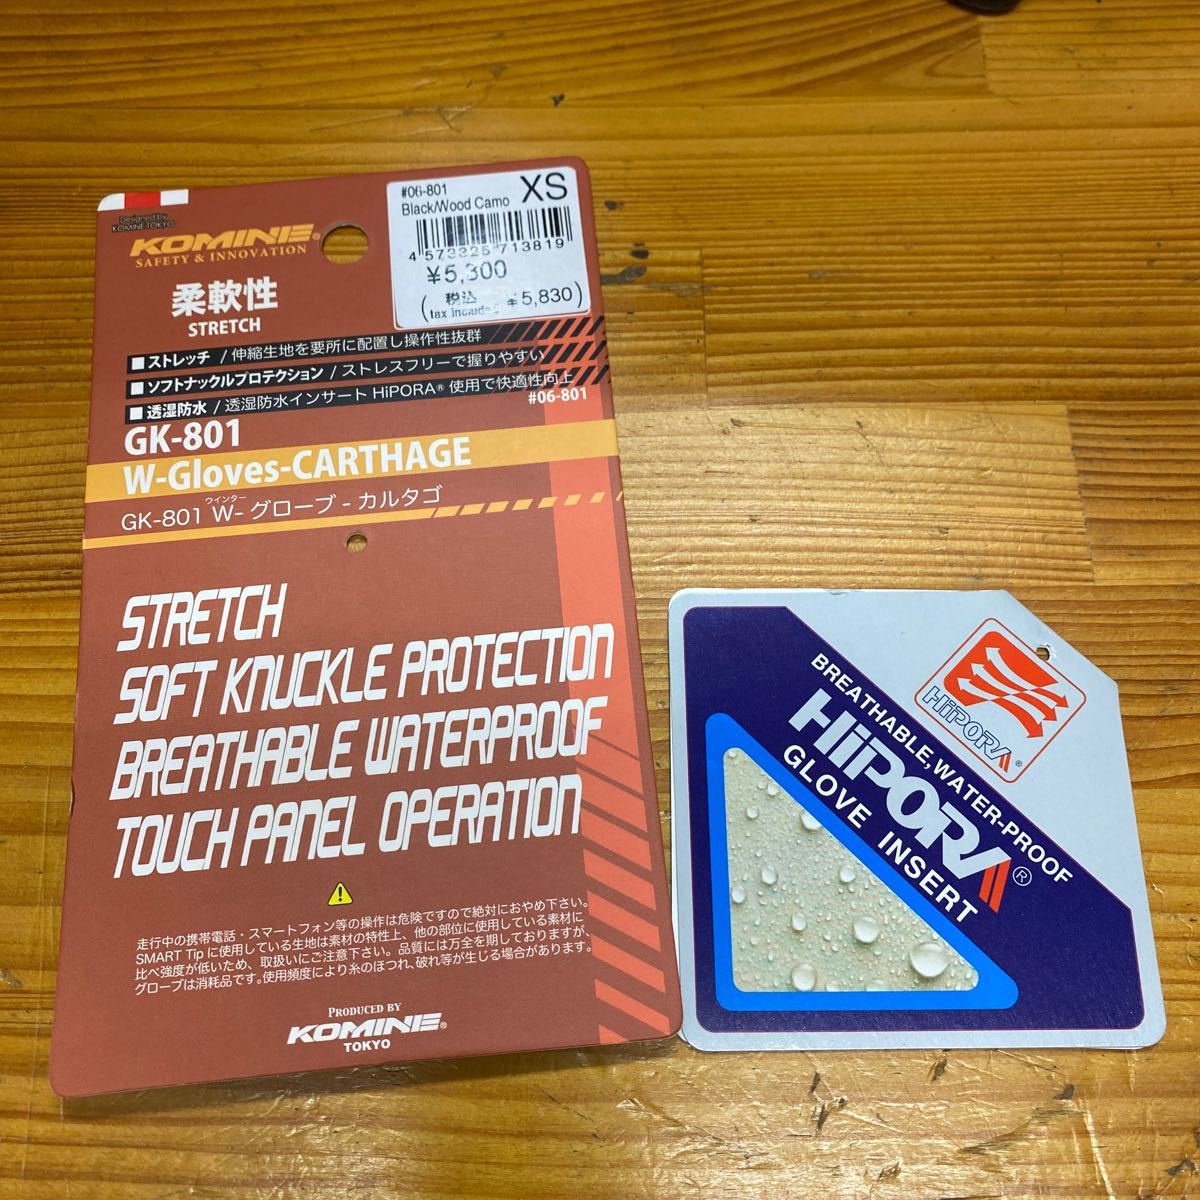 Designed by
KOMINE TOKYO
KOMINE®
SAFETY & INNOVATION
#06-801
Black/Wood Camo
XS
4 573325 713819
¥5,300
(税込
tax included ¥5,830)
柔軟性
STRETCH
■ストレッチ / 伸縮生地を要所に配置し操作性抜群
■ソフトナックルプロテクション / ストレスフリーで握りやすい
■透湿防水 / 透湿防水インサート HiPORA® 使用で快適性向上
#06-801
GK-801
W-Gloves-CARTHAGE
ウインター
GK-801 W- グローブ - カルタゴ
STRETCH
SOFT KNUCKLE PROTECTION
BREATHABLE WATERPROOF
TOUCH PANEL OPERATION
走行中の携帯電話・スマートフォン等の操作は危険ですので絶対におやめ下さい。
SMART Tip に使用している生地は素材の特性上、他の部位に使用している素材に
比べ強度が低いため、取扱いにご注意下さい。品質には万全を期しておりますが、
グローブは消耗品です。使用頻度により糸のほつれ、破れ等が生じる場合があります。
PRODUCED BY
KOMINE®
TOKYO
HiPORA®
BREATHABLE, WATER-PROOF
HiPORA®
GLOVE INSERT